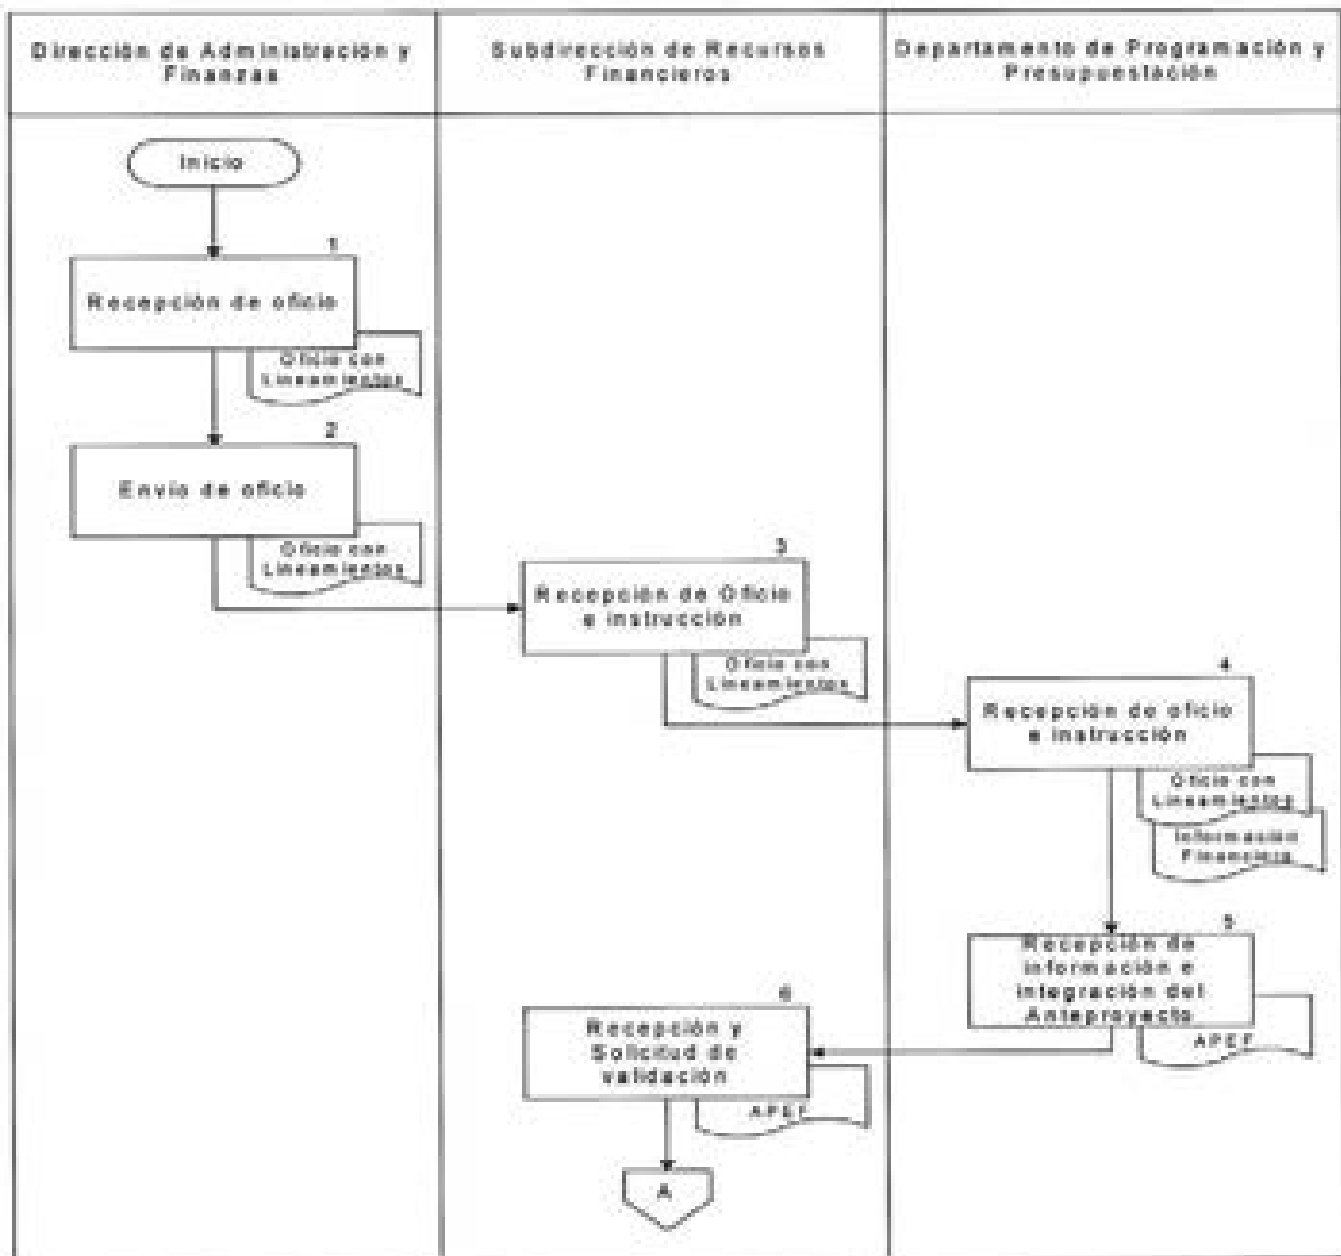 Dirección de Administración y
Finanzas
Subdirección de Recursos
Financieros
Departamento de Programación y
Presupuestación
Inicio
1
Recepción de oficio
Oficio con
Lineamientos
2
Envío de oficio
Oficio con
Lineamientos
3
Recepción de Oficio
e instrucción
Oficio con
Lineamientos
4
Recepción de oficio
e instrucción
Oficio con
Lineamientos
Información
Financiera
5
Recepción de
información e
integración del
Anteproyecto
APEF
6
Recepción y
Solicitud de
validación
APEF
A